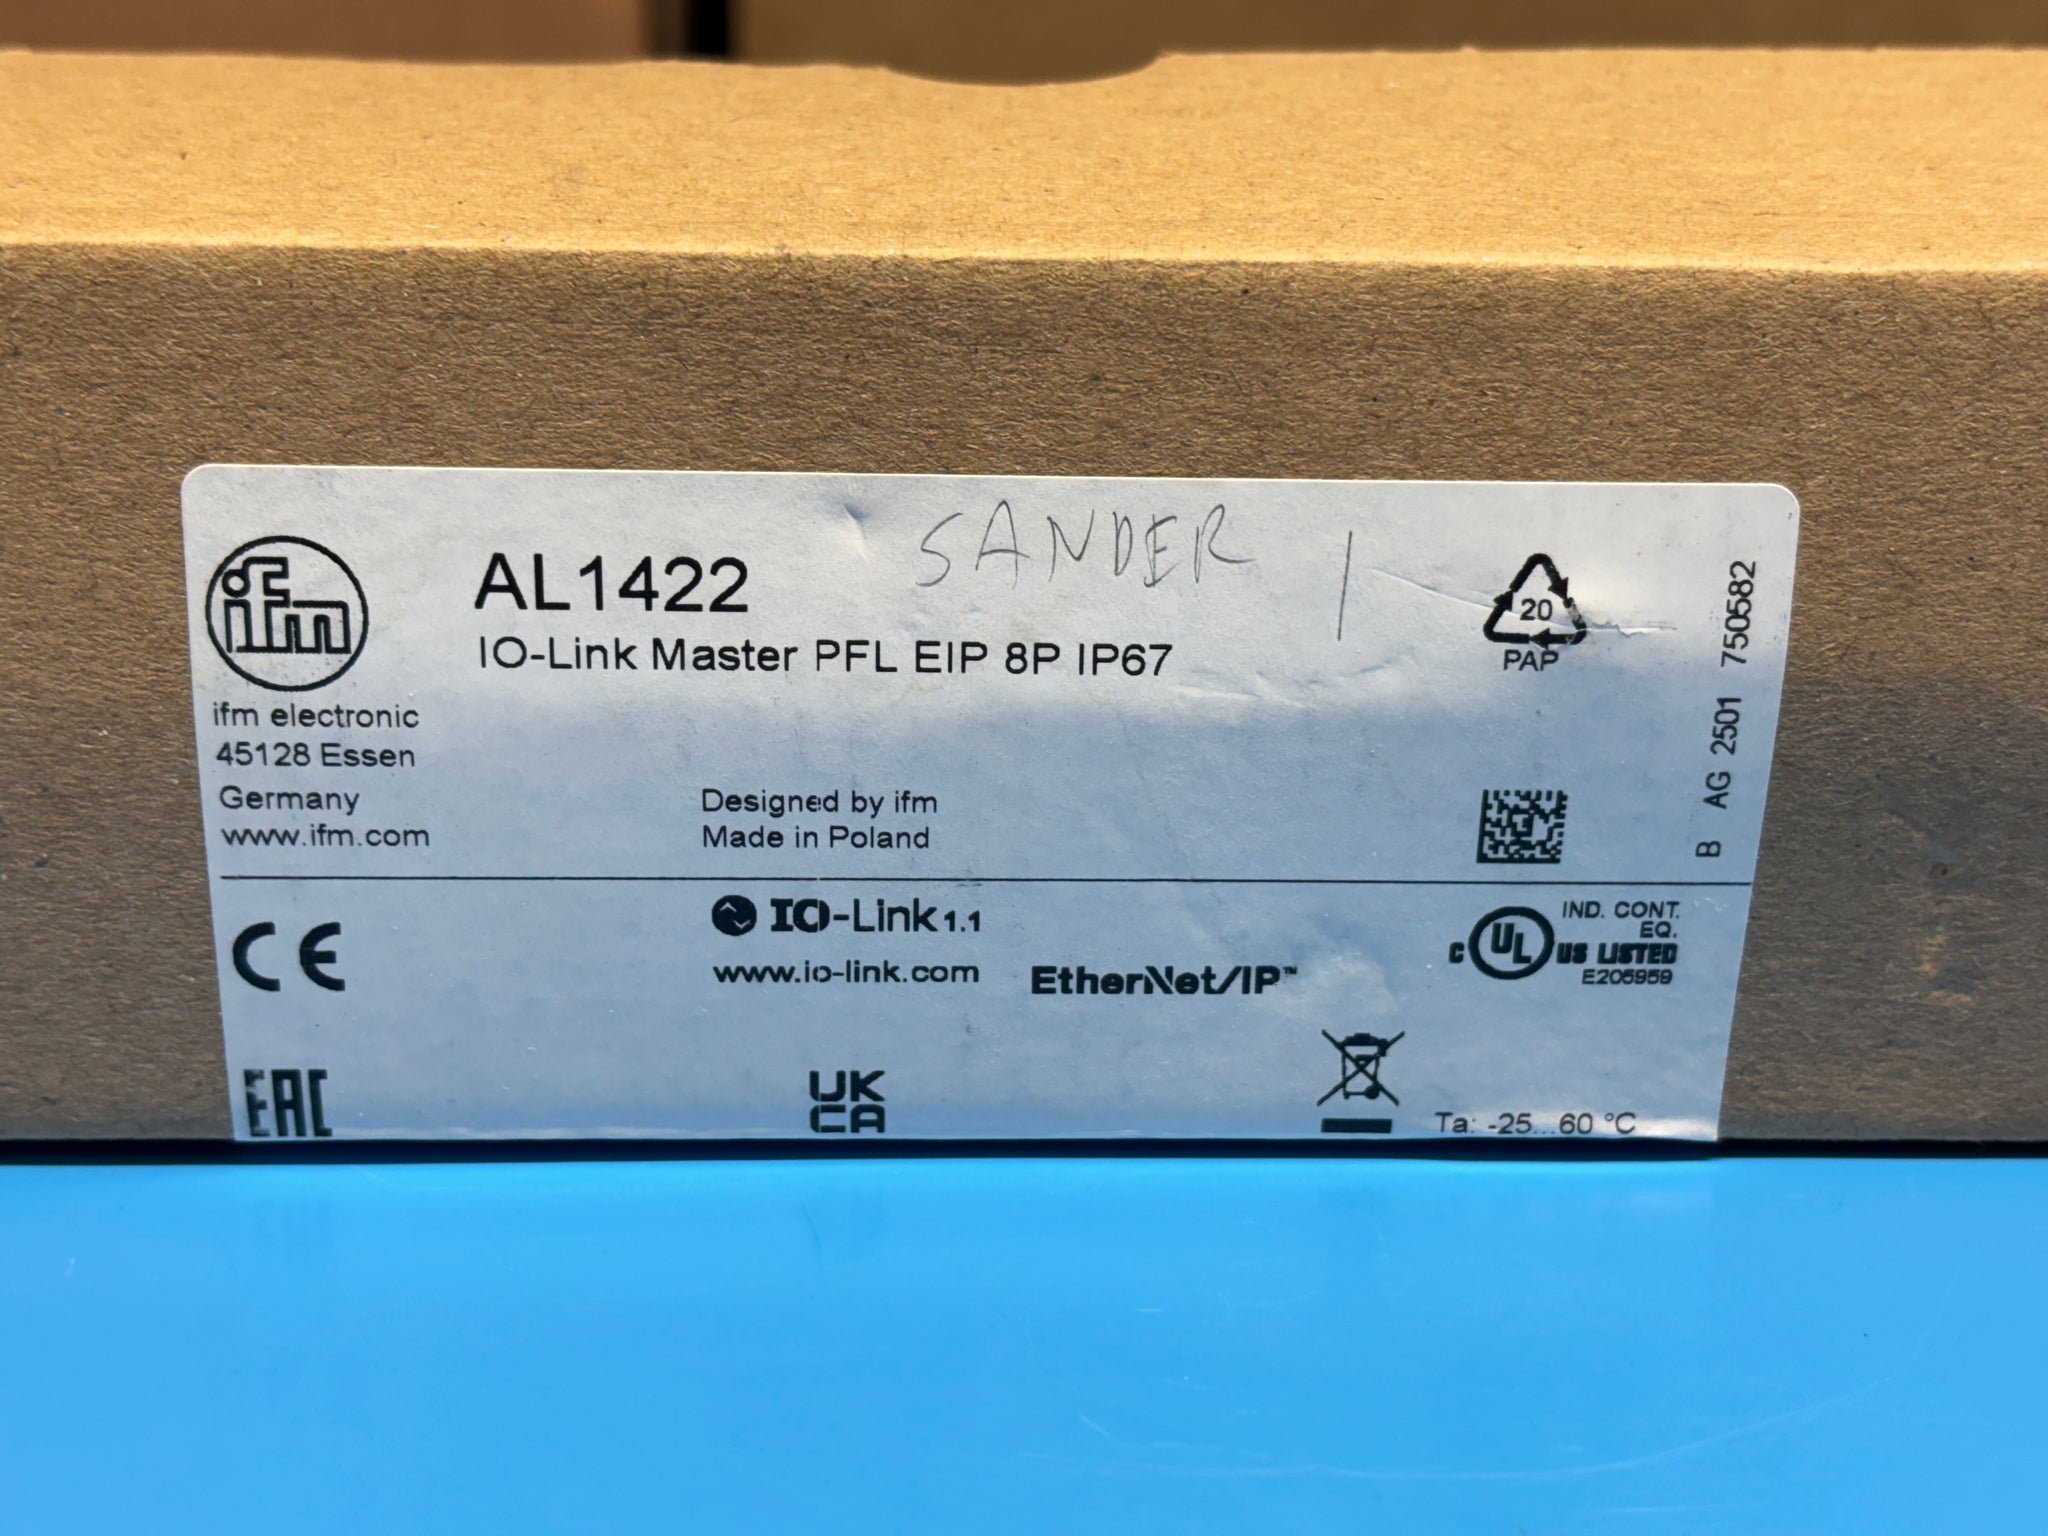 SANDER 1
ifm
AL1422
IO-Link Master PFL EIP 8P IP67
20
PAP
ifm electronic
45128 Essen
Germany
www.ifm.com
Designed by ifm
Made in Poland
B AG 2501 750582
CE
IO-Link 1.1
www.io-link.com
EtherNet/IP™
IND. CONT.
EQ.
c UL US LISTED
E205959
EAC
UK
CA
Ta: -25...60 °C